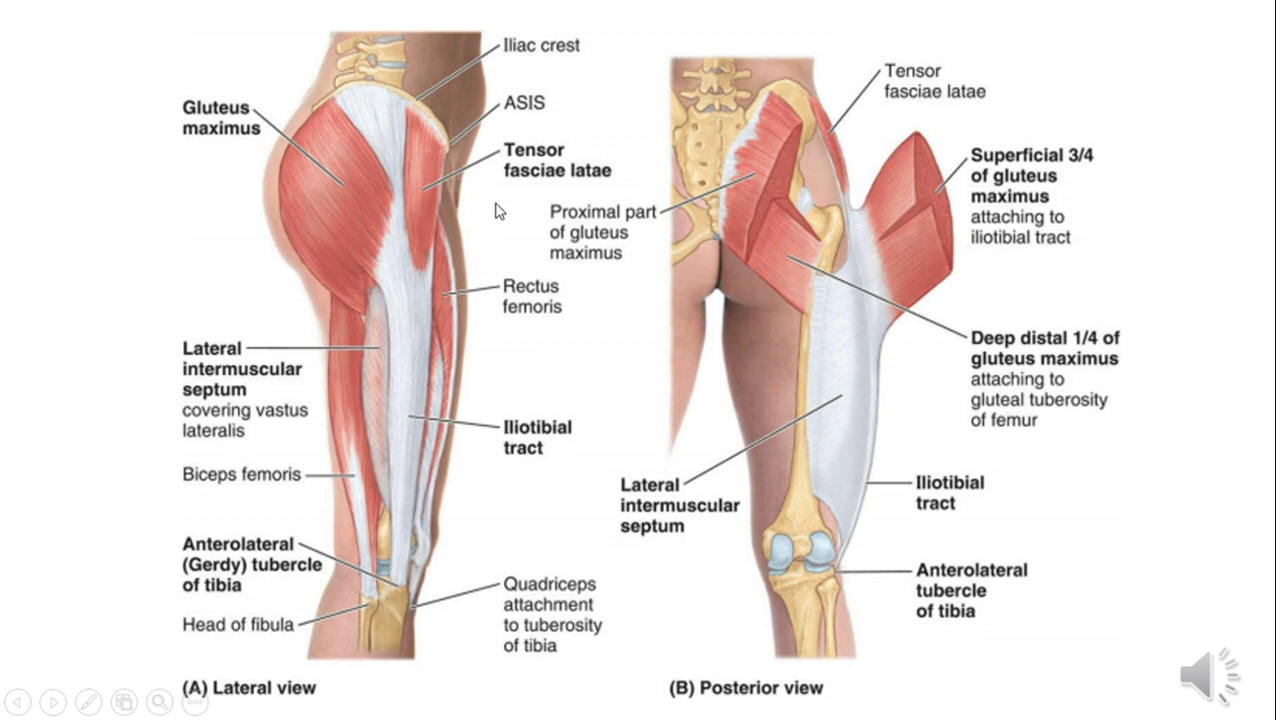 Iliac crest
Gluteus
maximus
ASIS
Tensor
fasciae latae
Rectus
femoris
Lateral
intermuscular
septum
covering vastus
lateralis
Iliotibial
tract
Biceps femoris
Anterolateral
(Gerdy) tubercle
of tibia
Head of fibula
Quadriceps
attachment
to tuberosity
of tibia
(A) Lateral view
Tensor
fasciae latae
Superficial 3/4
of gluteus
maximus
attaching to
iliotibial tract
Proximal part
of gluteus
maximus
Deep distal 1/4 of
gluteus maximus
attaching to
gluteal tuberosity
of femur
Lateral
intermuscular
septum
Iliotibial
tract
Anterolateral
tubercle
of tibia
(B) Posterior view